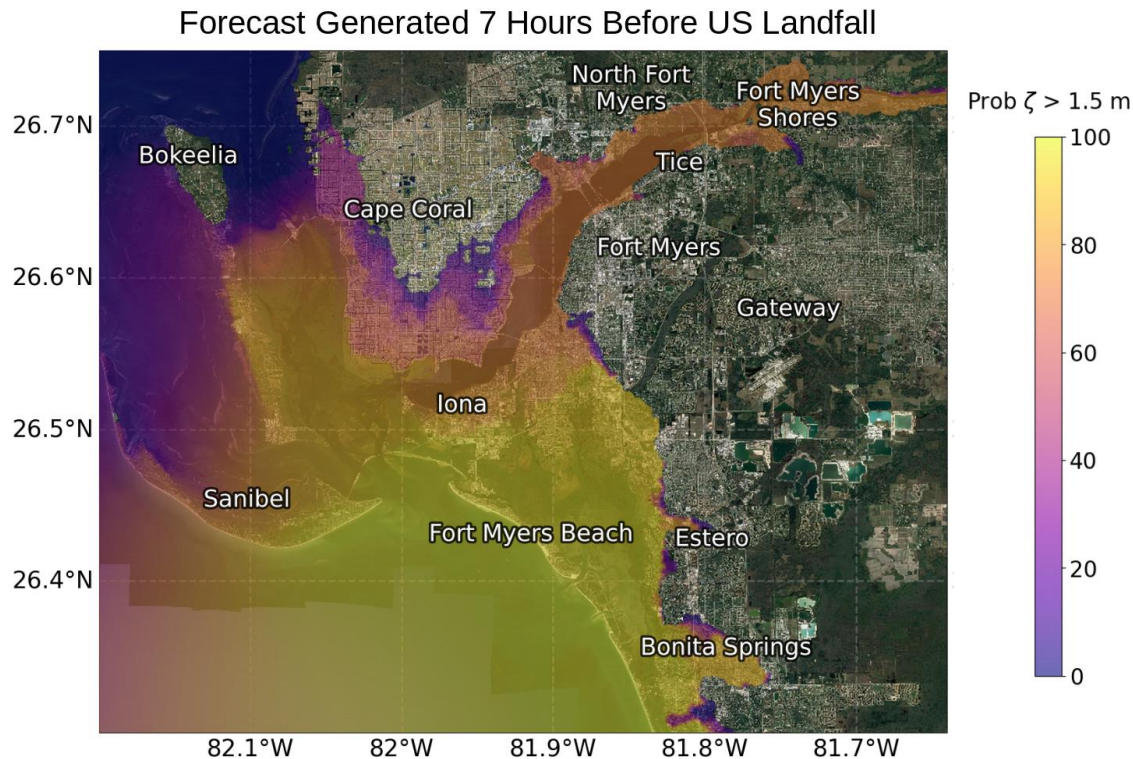 Forecast Generated 7 Hours Before US Landfall
North Fort
Myers
Fort Myers
Shores
Prob ζ > 1.5 m
26.7°N
100
Bokeelia
Tice
Cape Coral
80
Fort Myers
26.6°N
Gateway
60
Iona
26.5°N
40
Sanibel
Fort Myers Beach
Estero
20
26.4°N
Bonita Springs
0
82.1°W
82°W
81.9°W
81.8°W
81.7°W